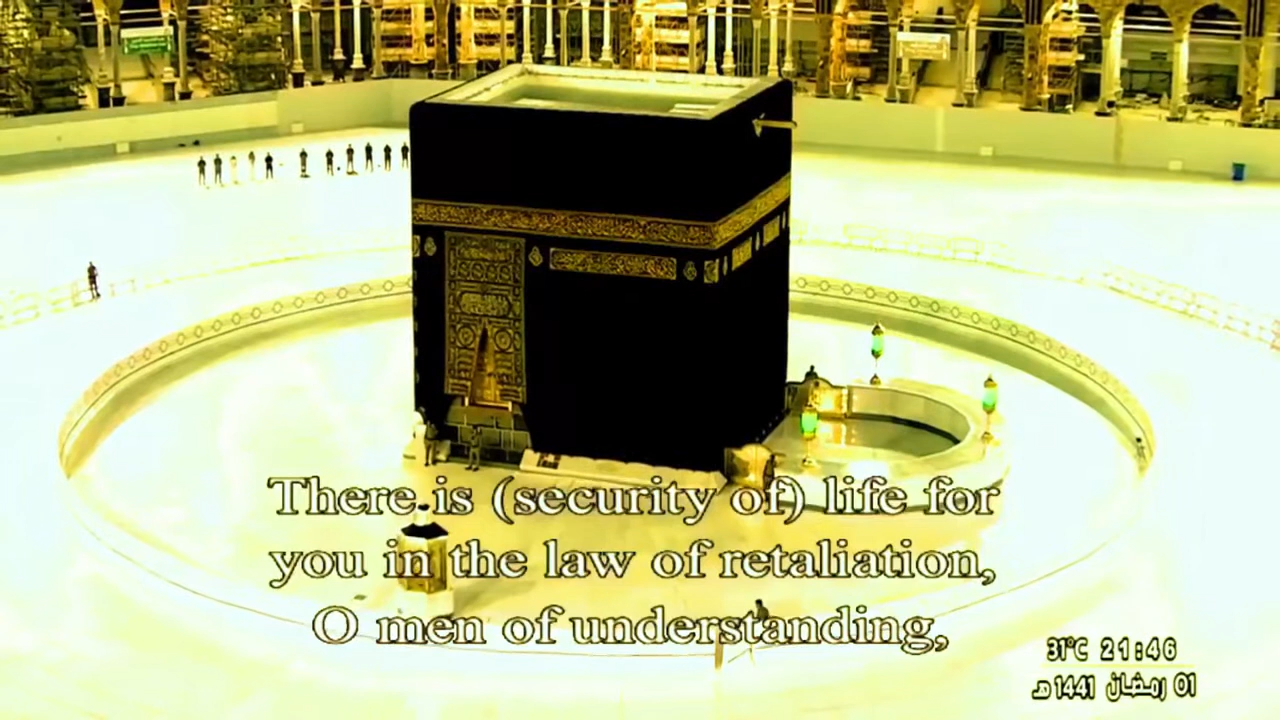 There is (security of) life for
you in the law of retaliation,
O men of understanding,
31°C 21:46
01 رمضان 1441 هـ